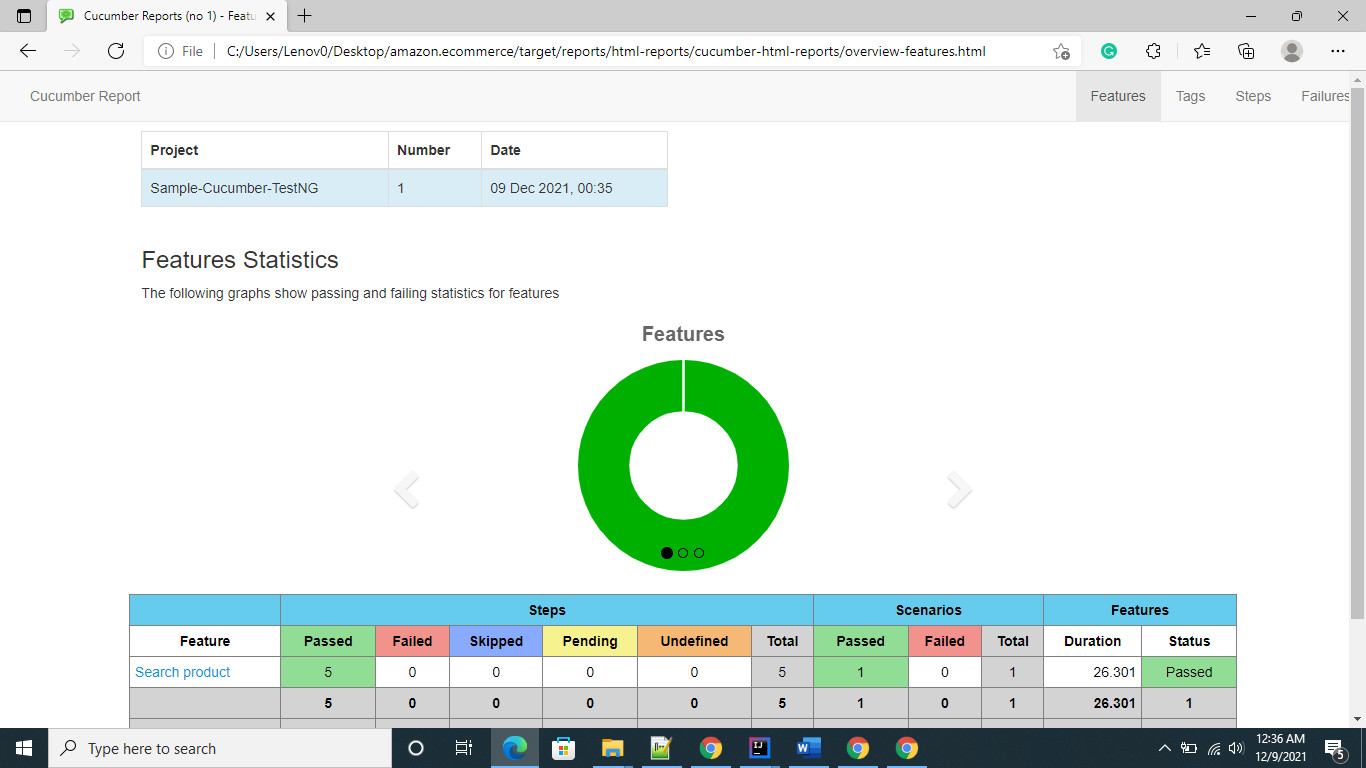 Cucumber Reports (no 1) - Featu
File C:/Users/Lenov0/Desktop/amazon.ecommerce/target/reports/html-reports/cucumber-html-reports/overview-features.html
Cucumber Report Features Tags Steps Failures
Project Number Date
Sample-Cucumber-TestNG 1 09 Dec 2021, 00:35
Features Statistics
The following graphs show passing and failing statistics for features
Features
Steps Scenarios Features
Feature Passed Failed Skipped Pending Undefined Total Passed Failed Total Duration Status
Search product 5 0 0 0 0 5 1 0 1 26.301 Passed
5 0 0 0 0 5 1 0 1 26.301 1
Type here to search
12:36 AM
12/9/2021
5